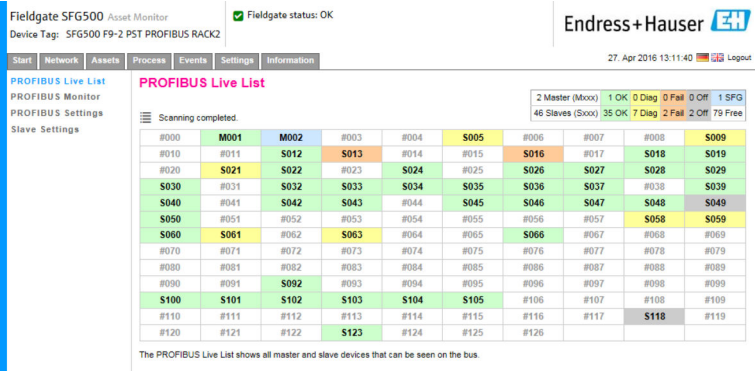 Fieldgate SFG500 Asset Monitor
Device Tag: SFG500 F9-2 PST PROFIBUS RACK2
Fieldgate status: OK
Endress+Hauser EH
Start Network Assets Process Events Settings Information
27. Apr 2016 13:11:40 Logout
PROFIBUS Live List
PROFIBUS Monitor
PROFIBUS Settings
Slave Settings
PROFIBUS Live List
2 Master (Mxxx) 1 OK 0 Diag 0 Fail 0 Off 1 SFG
46 Slaves (Sxxx) 35 OK 7 Diag 2 Fail 2 Off 79 Free
Scanning completed.
#000 M001 M002 #003 #004 S005 #006 #007 #008 S009
#010 #011 S012 S013 #014 #015 S016 #017 S018 S019
#020 S021 S022 #023 S024 #025 S026 S027 S028 S029
S030 #031 S032 S033 S034 S035 S036 S037 #038 S039
S040 #041 S042 S043 #044 S045 S046 S047 S048 S049
S050 #051 #052 #053 #054 #055 #056 #057 S058 S059
S060 S061 #062 S063 #064 #065 S066 #067 #068 #069
#070 #071 #072 #073 #074 #075 #076 #077 #078 #079
#080 #081 #082 #083 #084 #085 #086 #087 #088 #089
#090 #091 S092 #093 #094 #095 #096 #097 #098 #099
S100 S101 S102 S103 S104 S105 #106 #107 #108 #109
#110 #111 #112 #113 #114 #115 #116 #117 S118 #119
#120 #121 #122 S123 #124 #125 #126
The PROFIBUS Live List shows all master and slave devices that can be seen on the bus.